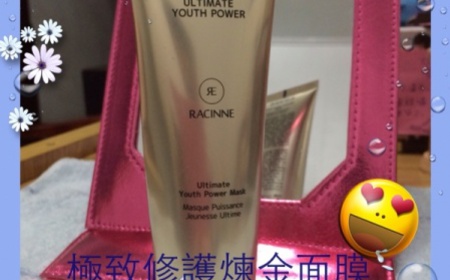 ULTIMATE
YOUTH POWER
RE
RACINNE
Ultimate
Youth Power Mask
Masque Puissance
Jeunesse Ultime
極致修護煉金面膜